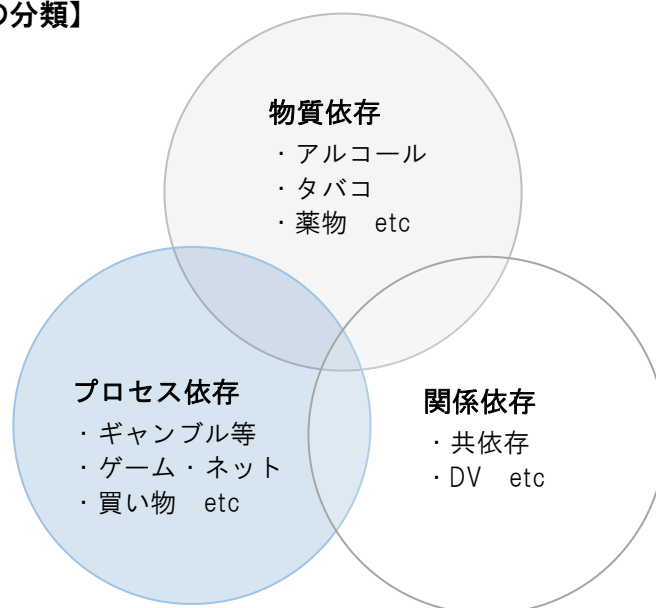 の分類】
物質依存
・アルコール
・タバコ
・薬物　etc
プロセス依存
・ギャンブル等
・ゲーム・ネット
・買い物　etc
関係依存
・共依存
・DV　etc